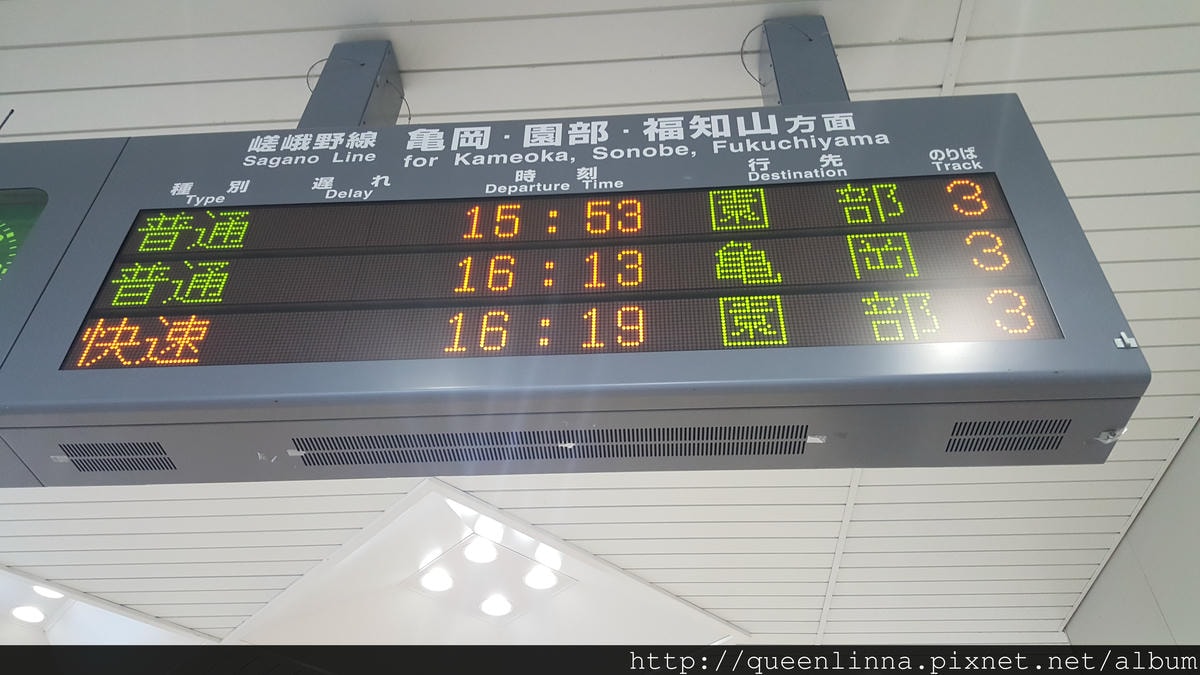 嵯峨野線 亀岡・園部・福知山方面
Sagano Line for Kameoka, Sonobe, Fukuchiyama
種別 遅れ 時刻 行先 のりば
Type Delay Departure Time Destination Track
普通 15:53 園部 3
普通 16:13 亀岡 3
快速 16:19 園部 3
http://queenlinna.pixnet.net/album